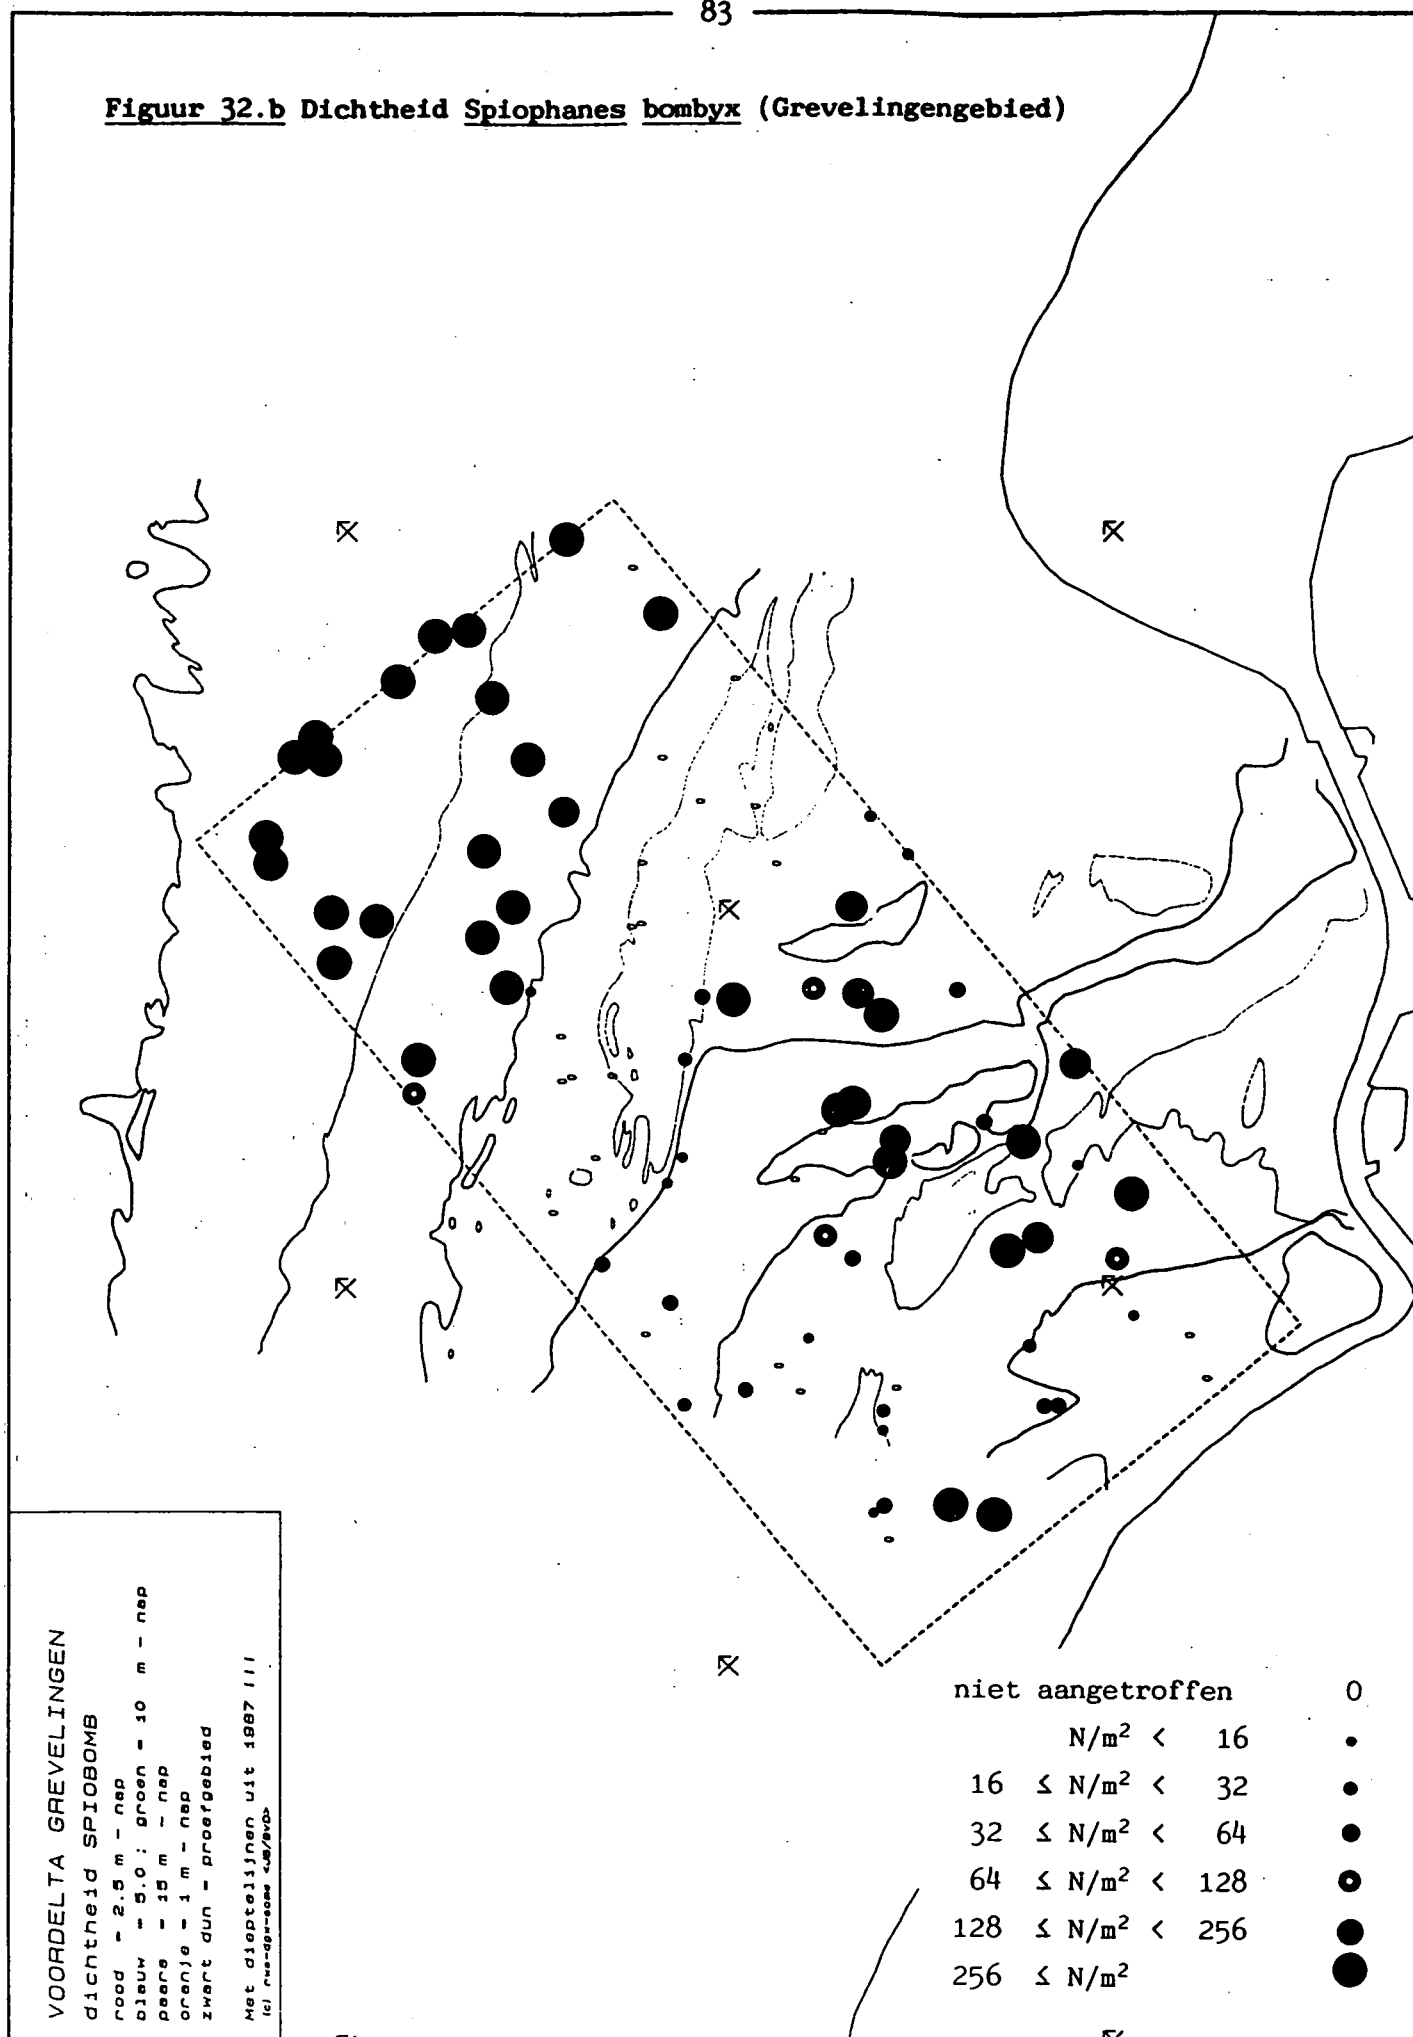 83
Figuur 32.b Dichtheid Spiophanes bombyx (Grevelingengebied)
niet aangetroffen 0
N/m² < 16
16 ≤ N/m² < 32
32 ≤ N/m² < 64
64 ≤ N/m² < 128
128 ≤ N/m² < 256
256 ≤ N/m²
VOORDELTA GREVELINGEN
dichtheid SPIOBOMB
rood = 2.5 m - nap
blauw = 5.0 ; groen = 10 m - nap
paars = 15 m - nap
oranje = 1 m - nap
zwart dun = proefgebied
Met dieptelijnen uit 1987 !!!